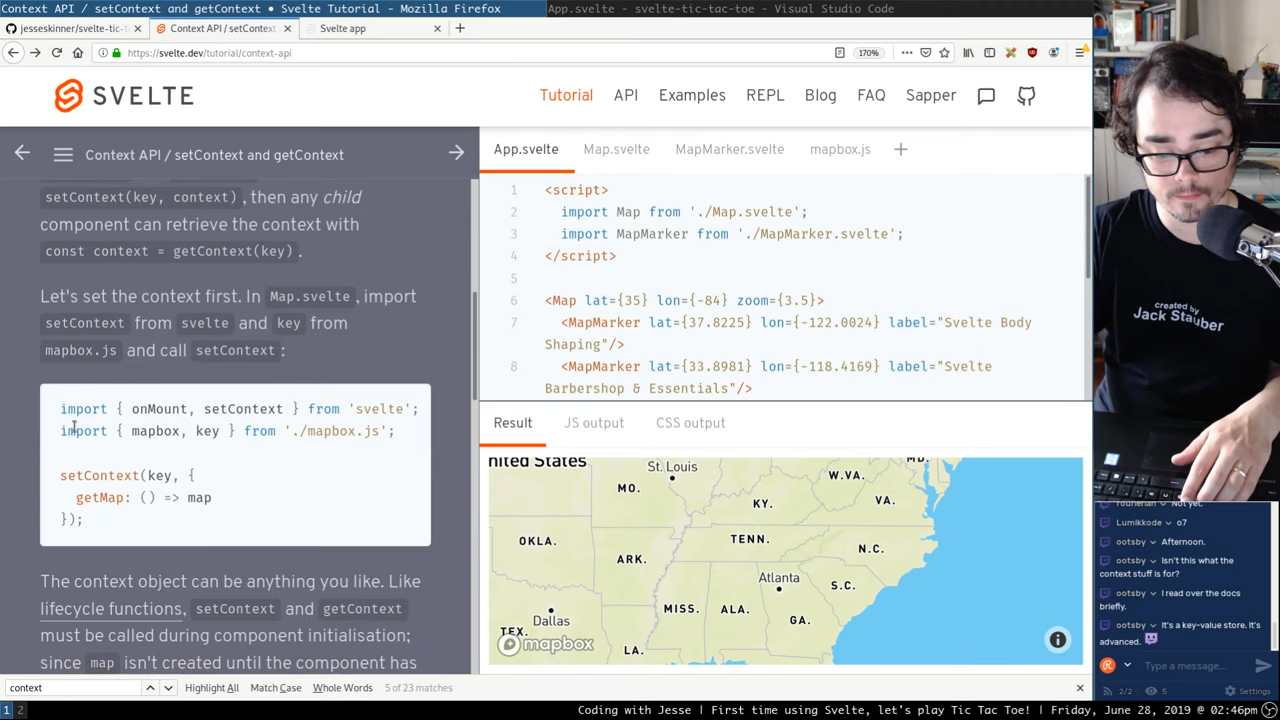 Context API / setContext and getContext • Svelte Tutorial - Mozilla Firefox
App.svelte - svelte-tic-tac-toe - Visual Studio Code
jesseskinner/svelte-tic-t
Context API / setContext
Svelte app
https://svelte.dev/tutorial/context-api
170%
SVELTE
Tutorial
API
Examples
REPL
Blog
FAQ
Sapper
Context API / setContext and getContext
setContext(key, context), then any child
component can retrieve the context with
const context = getContext(key).
Let's set the context first. In Map.svelte, import
setContext from svelte and key from
mapbox.js and call setContext:
import { onMount, setContext } from 'svelte';
import { mapbox, key } from './mapbox.js';
setContext(key, {
getMap: () => map
});
The context object can be anything you like. Like
lifecycle functions, setContext and getContext
must be called during component initialisation;
since map isn't created until the component has
App.svelte
Map.svelte
MapMarker.svelte
mapbox.js
1 <script>
2 import Map from './Map.svelte';
3 import MapMarker from './MapMarker.svelte';
4 </script>
5
6 <Map lat={35} lon={-84} zoom={3.5}>
7 <MapMarker lat={37.8225} lon={-122.0024} label="Svelte Body
Shaping"/>
8 <MapMarker lat={33.8981} lon={-118.4169} label="Svelte
Barbershop & Essentials"/>
Result
JS output
CSS output
nited States
St. Louis
MD.
W.VA.
MO.
KY.
VA.
OKLA.
TENN.
N.C.
ARK.
Atlanta
S.C.
MISS.
ALA.
GA.
Dallas
TEX.
LA.
mapbox
created by
Jack Stauber
Younehan Not yet.
Lumikkode o7
ootsby Afternoon.
ootsby Isn't this what the
context stuff is for?
ootsby I read over the docs
briefly.
ootsby It's a key-value store. It's
advanced.
Type a message...
2/2
5
Settings
context
Highlight All
Match Case
Whole Words
5 of 23 matches
1 2
Coding with Jesse | First time using Svelte, let's play Tic Tac Toe! | Friday, June 28, 2019 @ 02:46pm